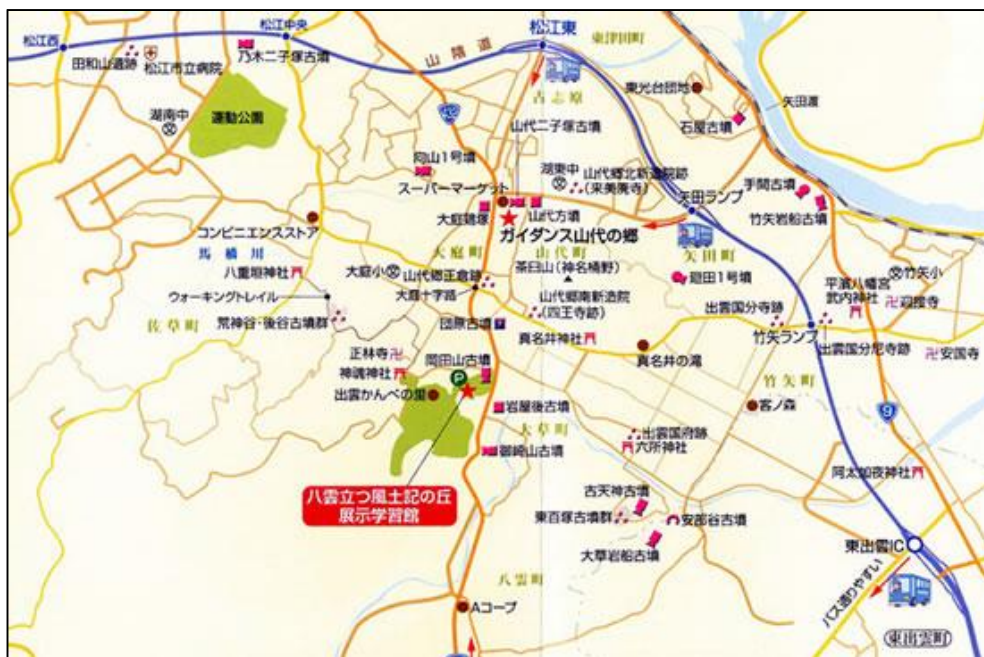 松江西
松江中央
松江東
東津田町
田和山遺跡
松江市立病院
乃木二子塚古墳
山陰道
東光台団地
矢田渡
湖南中
運動公園
432
古志原
石屋古墳
山代二子塚古墳
向山1号墳
スーパーマーケット
湖東中
山代郷北新造院跡
(来美廃寺)
手間古墳
矢田ランプ
竹矢岩船古墳
大庭鶏塚
山代方墳
ガイダンス山代の郷
コンビニエンスストア
馬橋川
大庭町
山代町
矢田町
八重垣神社
大庭小
山代郷正倉跡
茶臼山(神名樋野)
廻田1号墳
平濱八幡宮
武内神社
竹矢小
迎接寺
ウォーキングトレイル
大庭十字路
山代郷南新造院
(四王寺跡)
出雲国分寺跡
佐草町
荒神谷・後谷古墳群
団原古墳
真名井神社
竹矢ランプ
出雲国分尼寺跡
安国寺
正林寺
岡田山古墳
真名井の滝
神魂神社
P
竹矢町
出雲かんべの里
岩屋後古墳
客ノ森
9
大草町
出雲国府跡
六所神社
御崎山古墳
阿太加夜神社
八雲立つ風土記の丘
展示学習館
古天神古墳
東百塚古墳群
安部谷古墳
大草岩船古墳
東出雲IC
八雲町
バス通りやすい
Aコープ
東出雲町